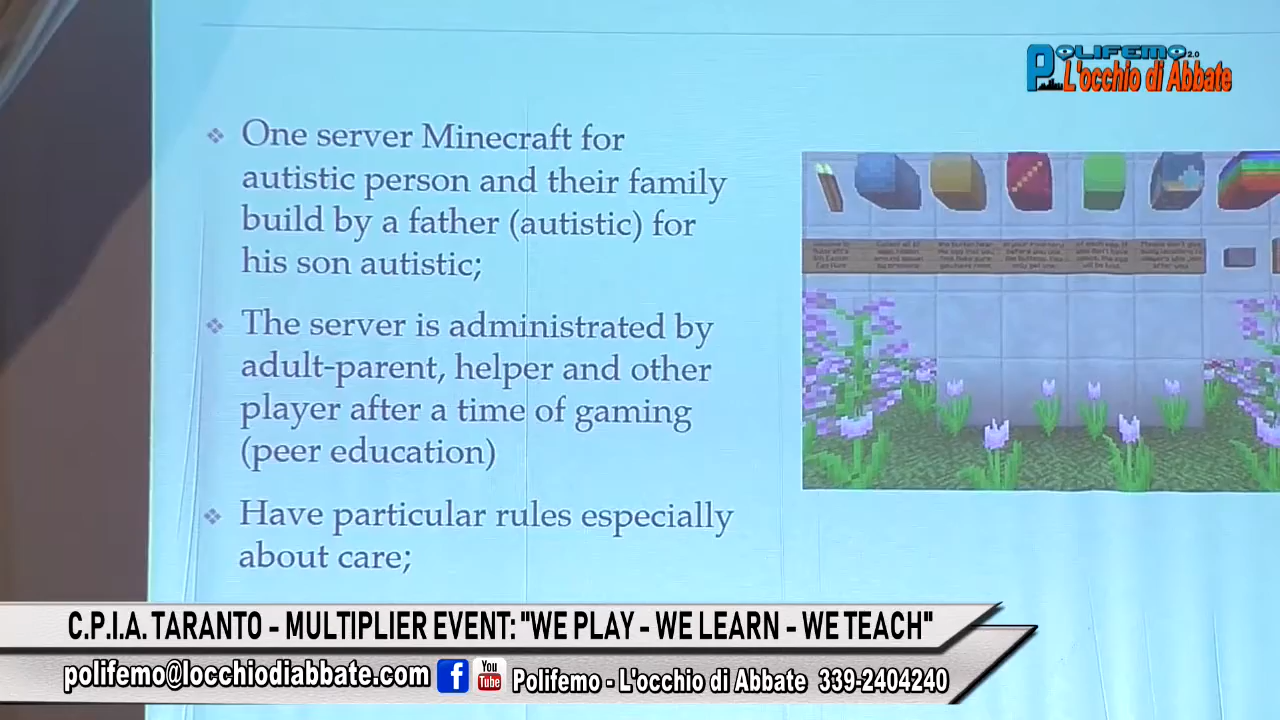 POLIFEMO 2.0
L'occhio di Abbate
❖ One server Minecraft for
autistic person and their family
build by a father (autistic) for
his son autistic;
❖ The server is administrated by
adult-parent, helper and other
player after a time of gaming
(peer education)
❖ Have particular rules especially
about care;
C.P.I.A. TARANTO - MULTIPLIER EVENT: "WE PLAY - WE LEARN - WE TEACH"
polifemo@locchiodiabbate.com f You Tube Polifemo - L'occhio di Abbate 339-2404240